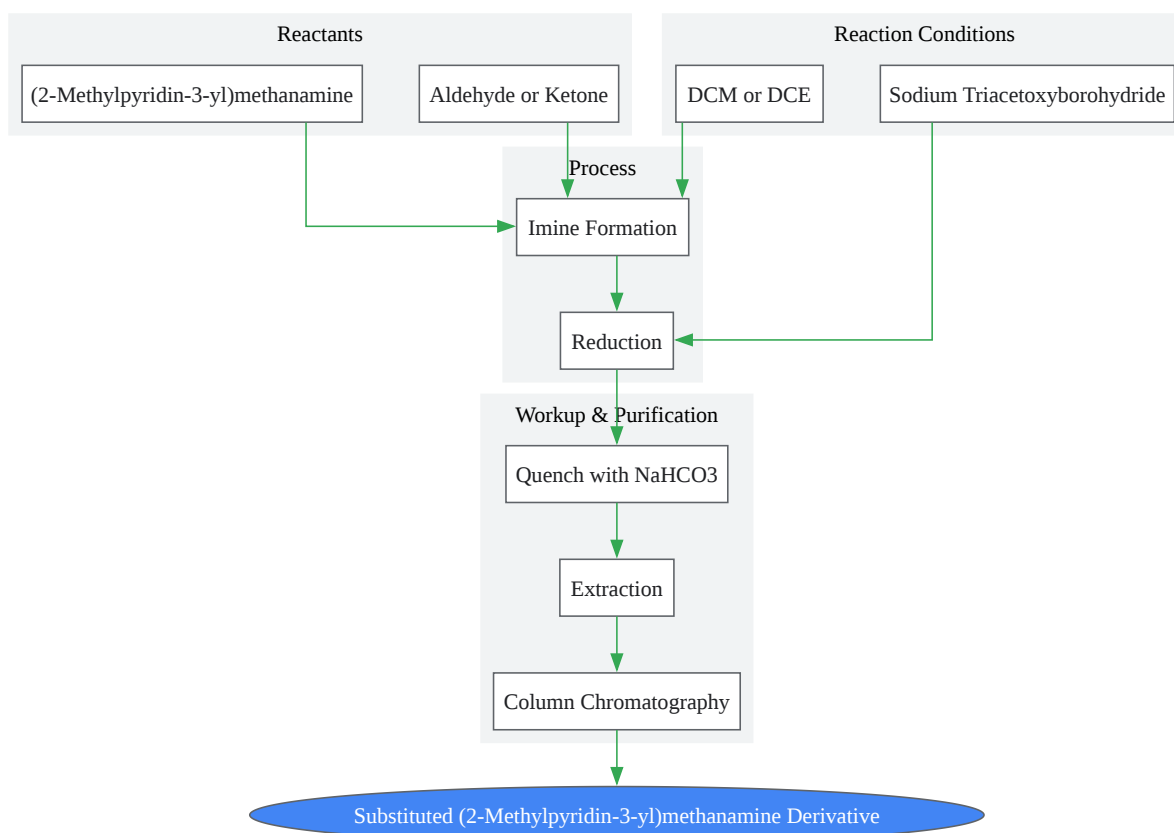 Reactants
Reaction Conditions
(2-Methylpyridin-3-yl)methanamine
Aldehyde or Ketone
DCM or DCE
Sodium Triacetoxyborohydride
Process
Imine Formation
Reduction
Workup & Purification
Quench with NaHCO3
Extraction
Column Chromatography
Substituted (2-Methylpyridin-3-yl)methanamine Derivative